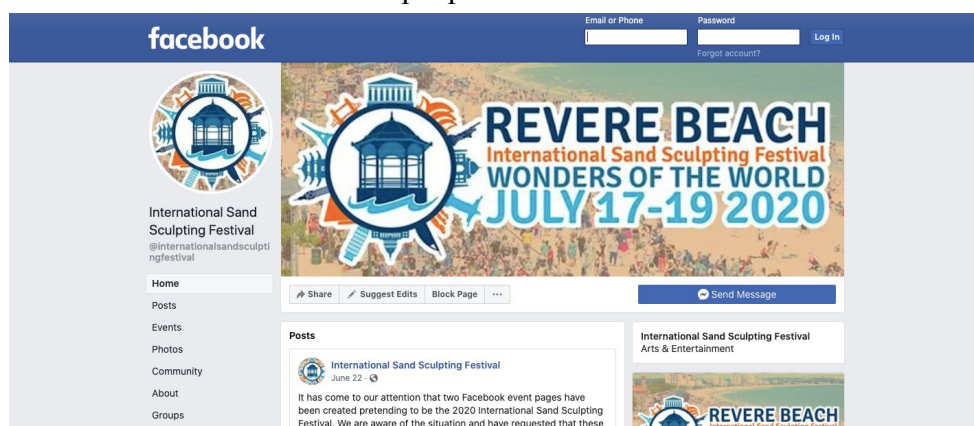 facebook
Email or Phone
Password
Log In
Forgot account?
REVERE BEACH
International Sand Sculpting Festival
WONDERS OF THE WORLD
JULY 17-19 2020
International Sand
Sculpting Festival
@internationalsandsculpti
ngfestival
Home
Posts
Events
Photos
Community
About
Groups
Share
Suggest Edits
Block Page
...
Send Message
Posts
International Sand Sculpting Festival
June 22 ·
It has come to our attention that two Facebook event pages have
been created pretending to be the 2020 International Sand Sculpting
Festival. We are aware of the situation and have requested that these
International Sand Sculpting Festival
Arts & Entertainment
REVERE BEACH